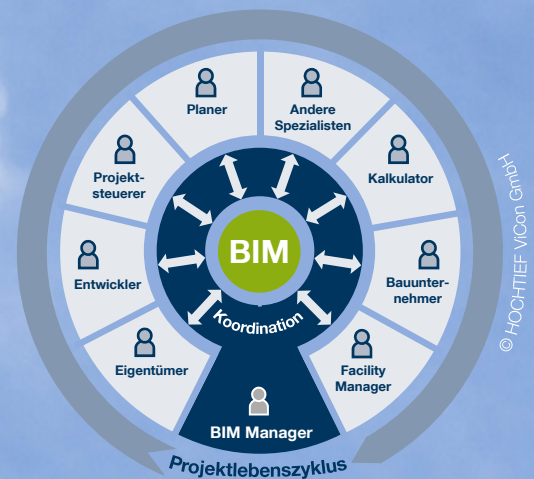 Planer
Andere
Spezialisten
Projekt-
steuerer
Kalkulator
BIM
Entwickler
Bauunter-
nehmer
Koordination
Eigentümer
Facility
Manager
BIM Manager
Projektlebenszyklus
© HOCHTIEF ViCon GmbH